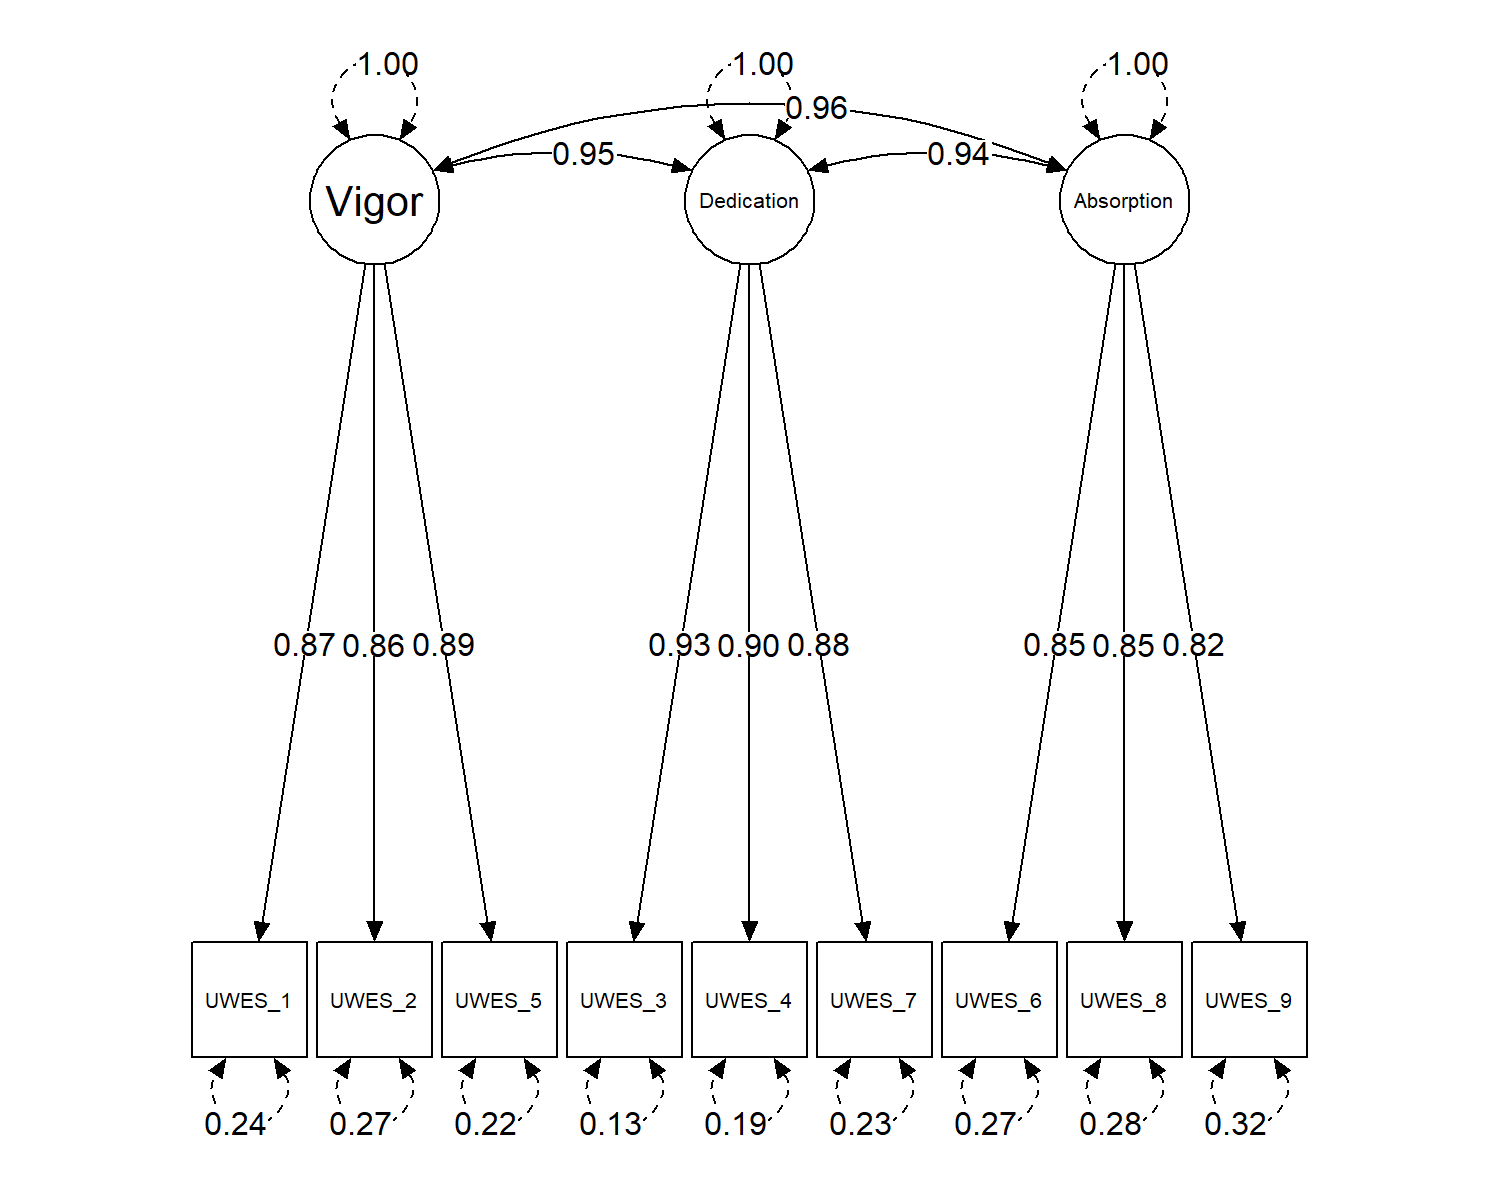 1.00 1.00 1.00
0.96
0.95 0.94
Vigor Dedication Absorption
0.87 0.86 0.89 0.93 0.90 0.88 0.85 0.85 0.82
UWES_1 UWES_2 UWES_5 UWES_3 UWES_4 UWES_7 UWES_6 UWES_8 UWES_9
0.24 0.27 0.22 0.13 0.19 0.23 0.27 0.28 0.32